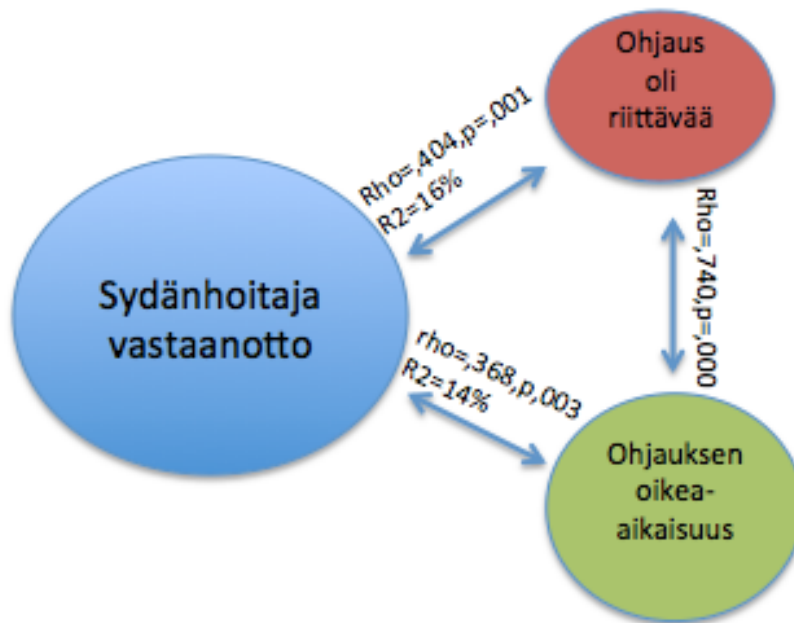 Ohjaus
oli
riittävää
Rho=,404,p=,001
R2=16%
Rho=,740,p=,000
Sydänhoitaja
vastaanotto
rho=,368,p,003
R2=14%
Ohjauksen
oikea-
aikaisuus